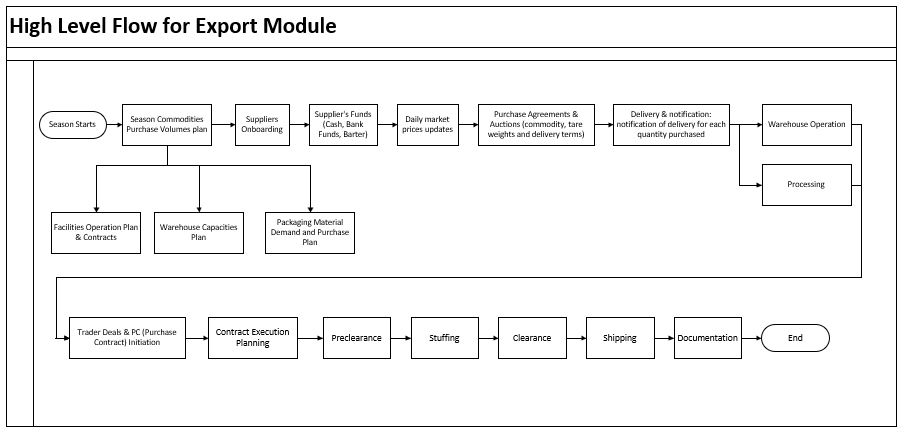 High Level Flow for Export Module
Season Starts
Season Commodities
Purchase Volumes plan
Suppliers
Onboarding
Supplier's Funds
(Cash, Bank
Funds, Barter)
Daily market
prices updates
Purchase Agreements &
Auctions (commodity, tare
weights and delivery terms)
Delivery & notification:
notification of delivery for each
quantity purchased
Warehouse Operation
Processing
Facilities Operation Plan
& Contracts
Warehouse Capacities
Plan
Packaging Material
Demand and Purchase
Plan
Trader Deals & PC (Purchase
Contract) Initiation
Contract Execution
Planning
Preclearance
Stuffing
Clearance
Shipping
Documentation
End